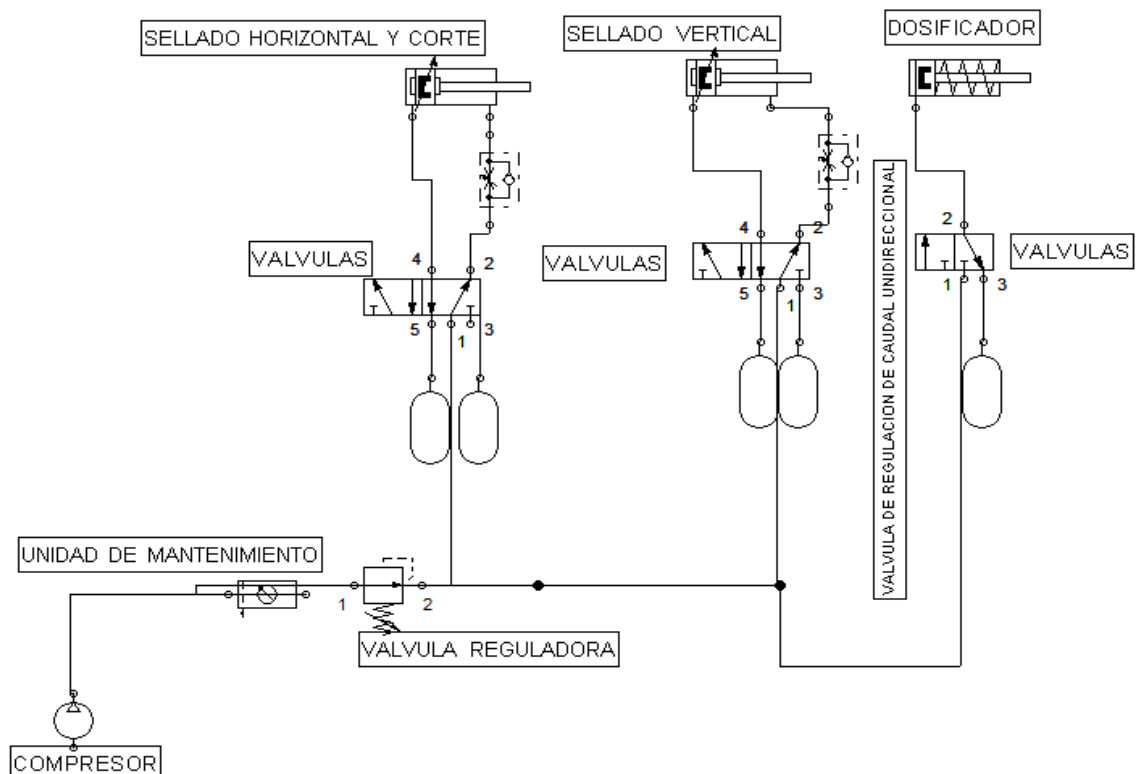 SELLADO HORIZONTAL Y CORTE
SELLADO VERTICAL
DOSIFICADOR
VALVULAS
4
2
5
1
3
VALVULAS
4
2
5
1
3
VALVULA DE REGULACION DE CAUDAL UNIDIRECCIONAL
2
VALVULAS
1
3
UNIDAD DE MANTENIMIENTO
1
2
VALVULA REGULADORA
COMPRESOR